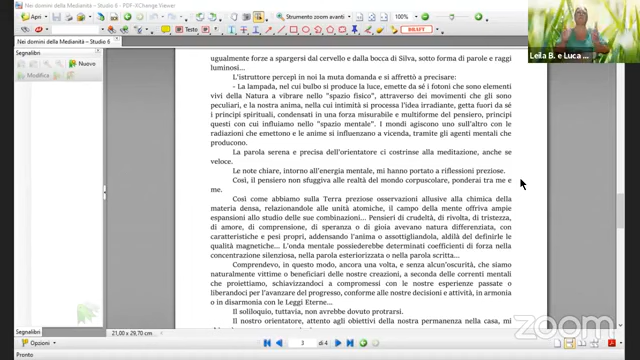 Nei domini della Medianità - Studio 6 - PDF-XChange Viewer
Apri
Strumento zoom avanti
100%
Testo
DRAFT
Nei domini della Medianità - Studio 6
Segnalibri
Nuovo
Modifica
ugualmente forze a spargersi dal cervello e dalla bocca di Silva, sotto forma di parole e raggi
luminosi...
L'istruttore percepì in noi la muta domanda e si affrettò a precisare:
- La lampada, nel cui bulbo si produce la luce, emette da sé i fotoni che sono elementi
vivi della Natura a vibrare nello "spazio fisico", attraverso dei movimenti che gli sono
peculiari, e la nostra anima, nella cui intimità si processa l'idea irradiante, getta fuori da sé
i principi spirituali, condensati in una forza misurabile e multiforme del pensiero, principi
questi con cui influiamo nello "spazio mentale". I mondi agiscono uno sull'altro con le
radiazioni che emettono e le anime si influenzano a vicenda, tramite gli agenti mentali che
producono.
La parola serena e precisa dell'orientatore ci costrinse alla meditazione, anche se
veloce.
Le note chiare, intorno all'energia mentale, mi hanno portato a riflessioni preziose.
Così, il pensiero non sfuggiva alle realtà del mondo corpuscolare, ponderai tra me e
me.
Così come abbiamo sulla Terra preziose osservazioni allusive alla chimica della
materia densa, relazionandole alle unità atomiche, il campo della mente offriva ampie
espansioni allo studio delle sue combinazioni... Pensieri di crudeltà, di rivolta, di tristezza,
di amore, di comprensione, di speranza o di gioia avevano natura differenziata, con
caratteristiche e pesi propri, addensando l'anima o assottigliandola, aldilà del definirle le
qualità magnetiche... L'onda mentale possiederebbe determinati coefficienti di forza nella
concentrazione silenziosa, nella parola esteriorizzata o nella parola scritta...
Comprendevo, in questo modo, ancora una volta, e senza alcun'oscurità, che siamo
naturalmente vittime o beneficiari delle nostre creazioni, a seconda delle correnti mentali
che proiettiamo, schiavizzandoci a compromessi con le nostre esperienze passate o
liberandoci per l'avanzare del progresso, conforme alle nostre decisioni e attività, in armonia
o in disarmonia con le Leggi Eterne...
Il soliloquio, tuttavia, non avrebbe dovuto protrarsi.
Il nostro orientatore, attento agli obiettivi della nostra permanenza nella casa, mi
Segnalibri
21,00 x 29,70 cm
Opzioni
3
di 4
Pronto
Leila B. e Luca ...
zoom